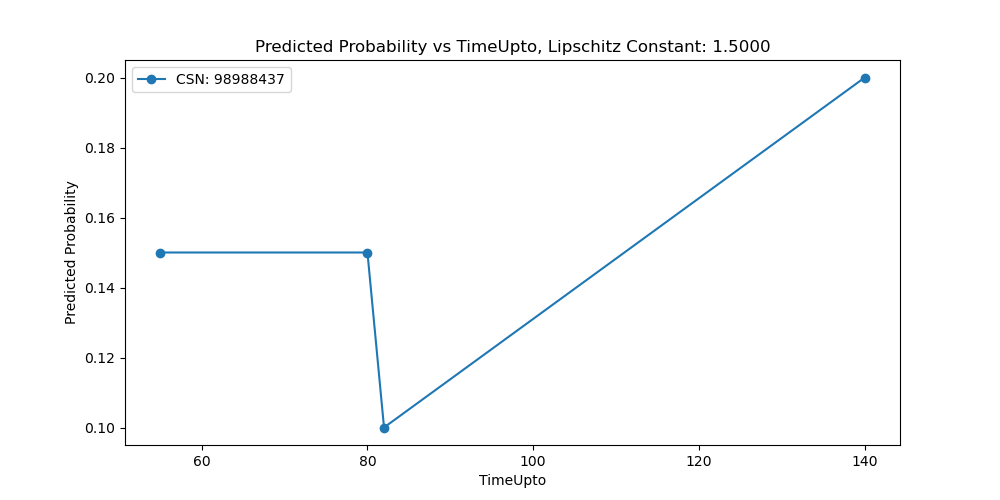 Predicted Probability vs TimeUpto, Lipschitz Constant: 1.5000
CSN: 98988437
0.20
0.18
0.16
0.14
0.12
0.10
Predicted Probability
60
80
100
120
140
TimeUpto